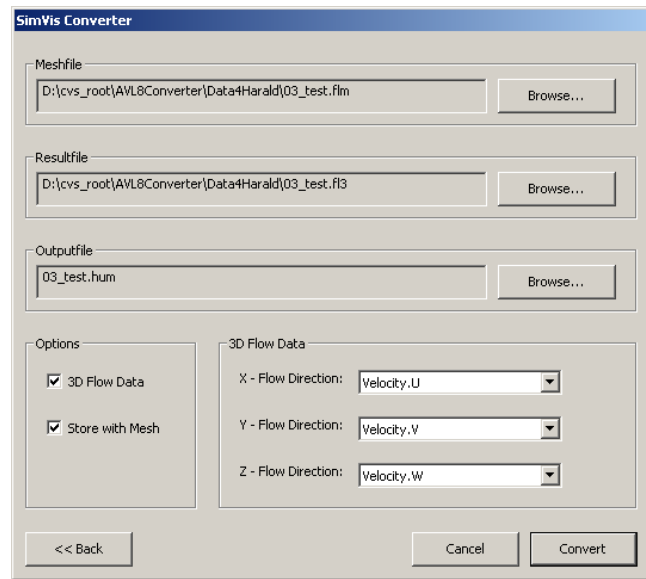 SimVis Converter
Meshfile
D:\cvs_root\AVL8Converter\Data4Harald\03_test.flm
Browse...
Resultfile
D:\cvs_root\AVL8Converter\Data4Harald\03_test.fl3
Browse...
Outputfile
03_test.hum
Browse...
Options
3D Flow Data
Store with Mesh
3D Flow Data
X - Flow Direction: Velocity.U
Y - Flow Direction: Velocity.V
Z - Flow Direction: Velocity.W
<< Back
Cancel
Convert